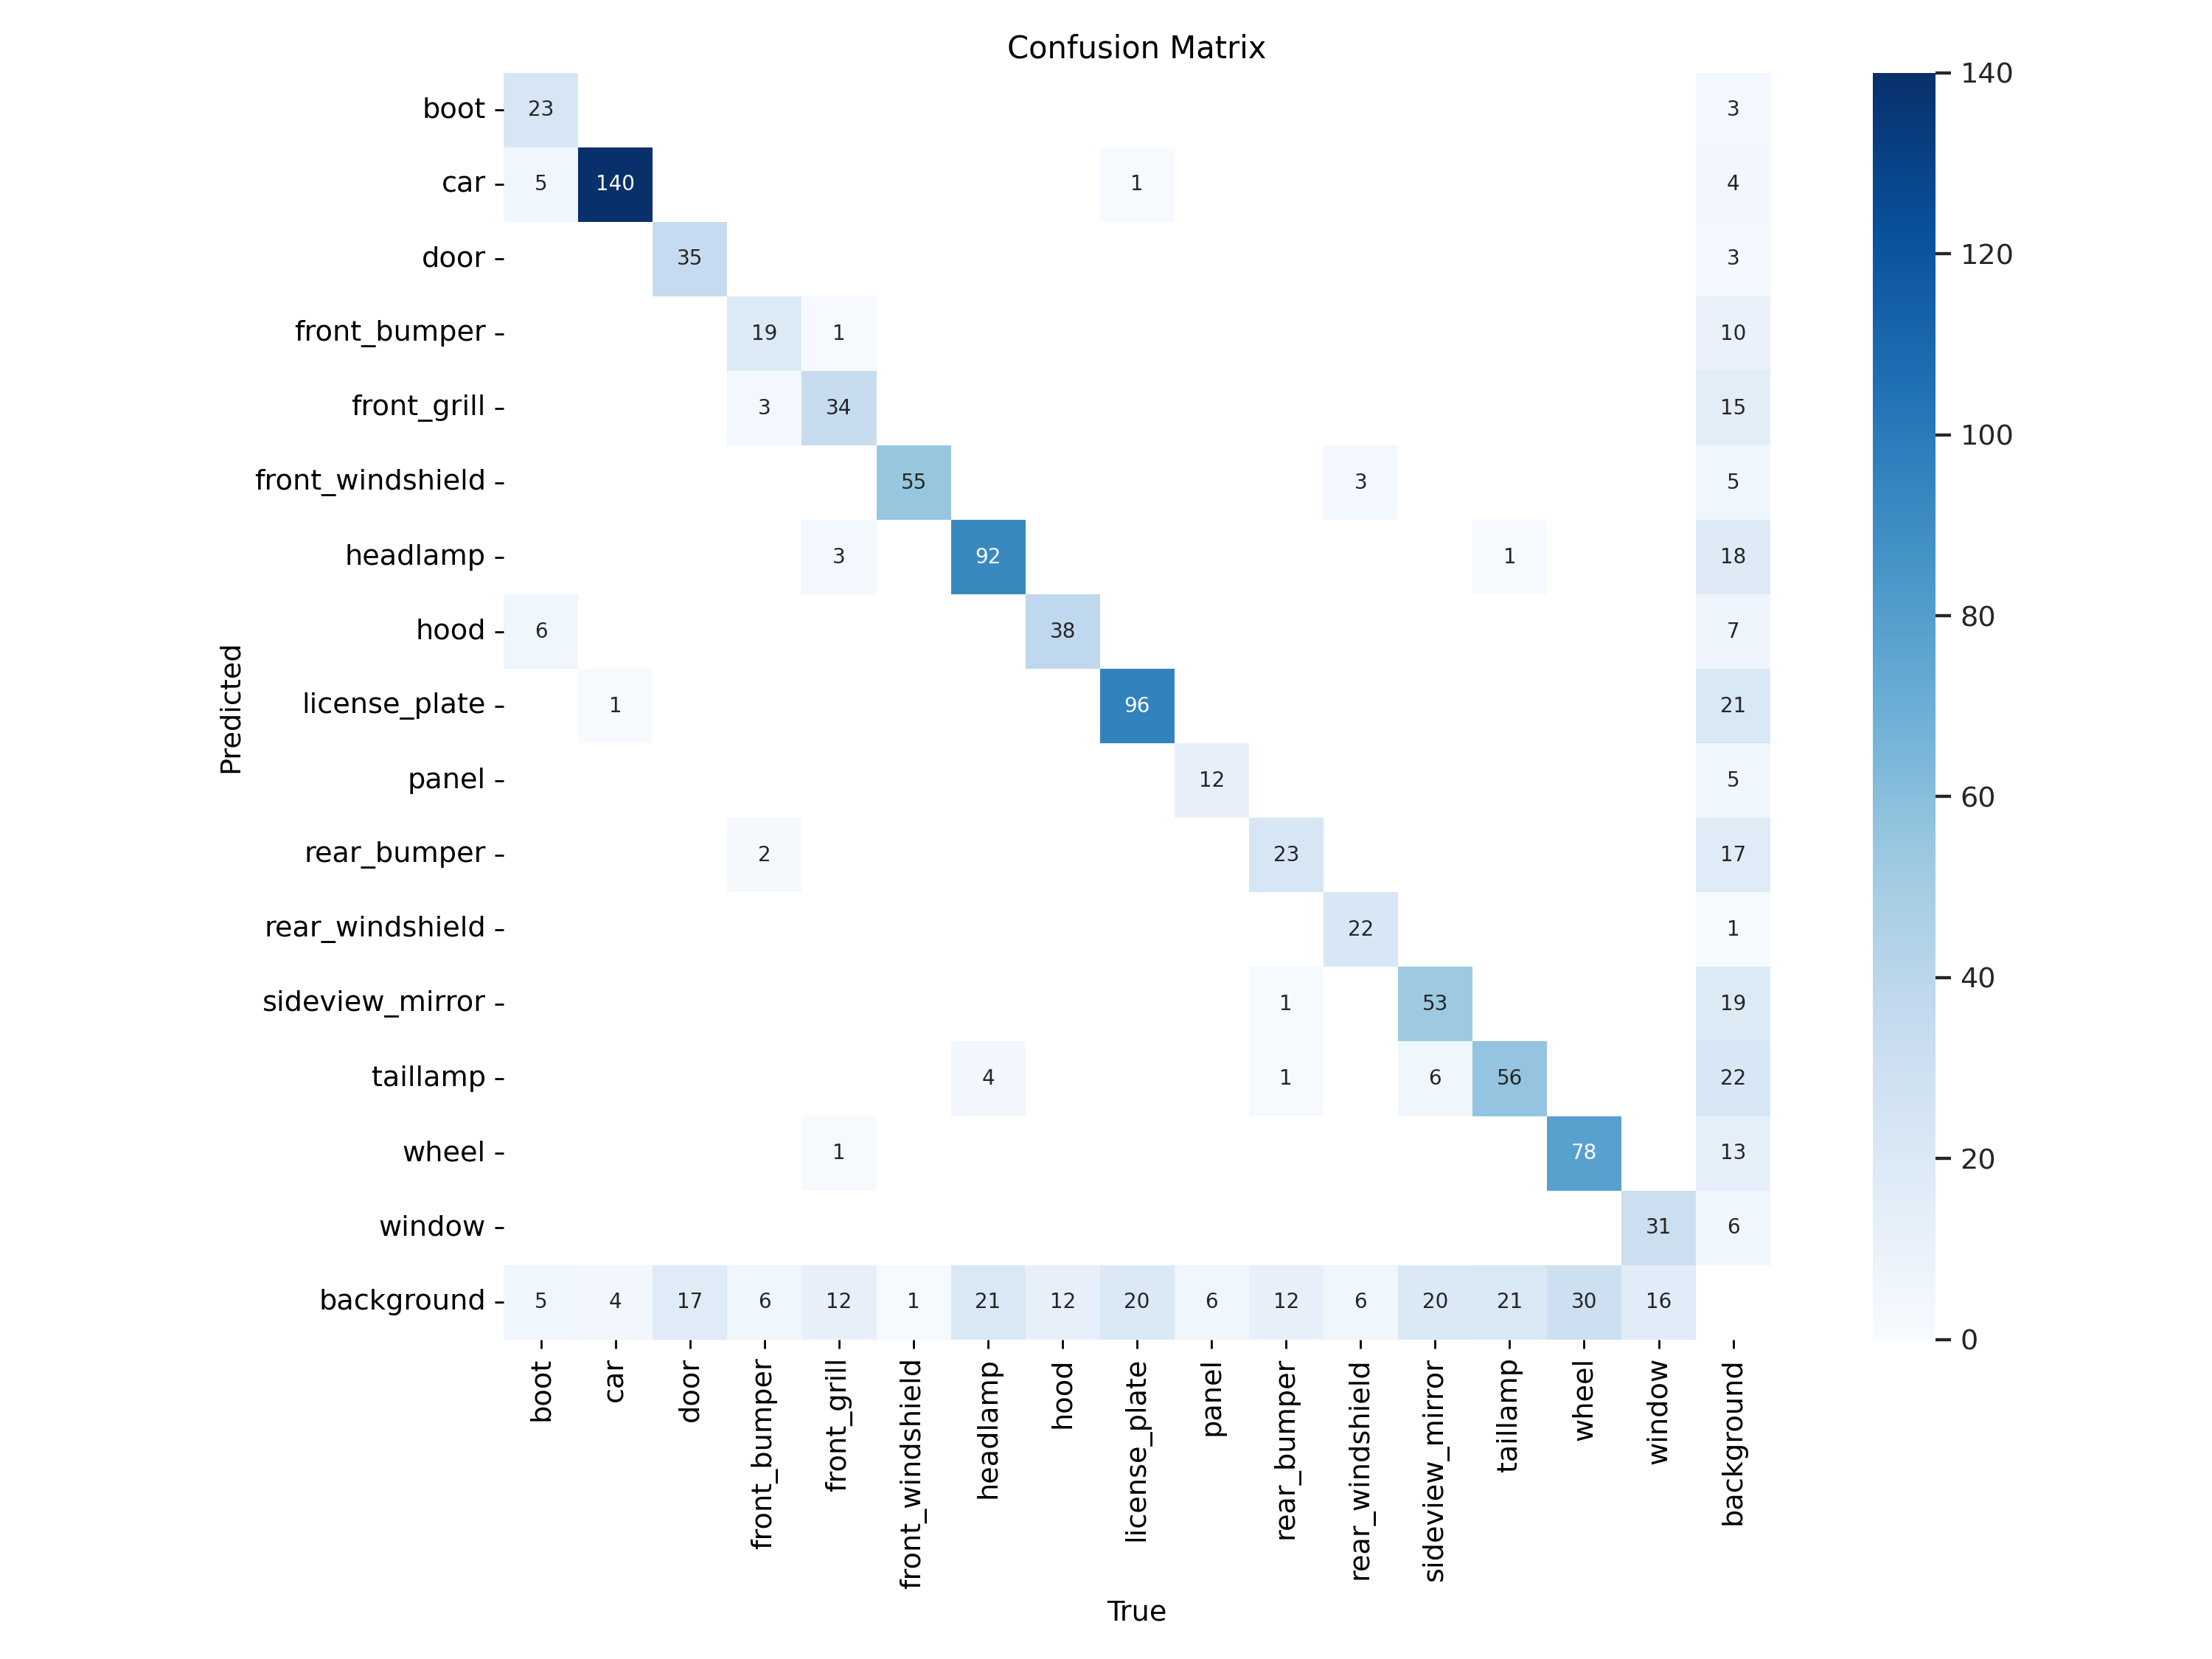 Confusion Matrix
boot 23 3
car 5 140 1 4
door 35 3
front_bumper 19 1 10
front_grill 3 34 15
front_windshield 55 3 5
headlamp 3 92 1 18
hood 6 38 7
license_plate 1 96 21
panel 12 5
rear_bumper 2 23 17
rear_windshield 22 1
sideview_mirror 1 53 19
taillamp 4 1 6 56 22
wheel 1 78 13
window 31 6
background 5 4 17 6 12 1 21 12 20 6 12 6 20 21 30 16
Predicted
boot
car
door
front_bumper
front_grill
front_windshield
headlamp
hood
license_plate
panel
rear_bumper
rear_windshield
sideview_mirror
taillamp
wheel
window
background
True
140
120
100
80
60
40
20
0